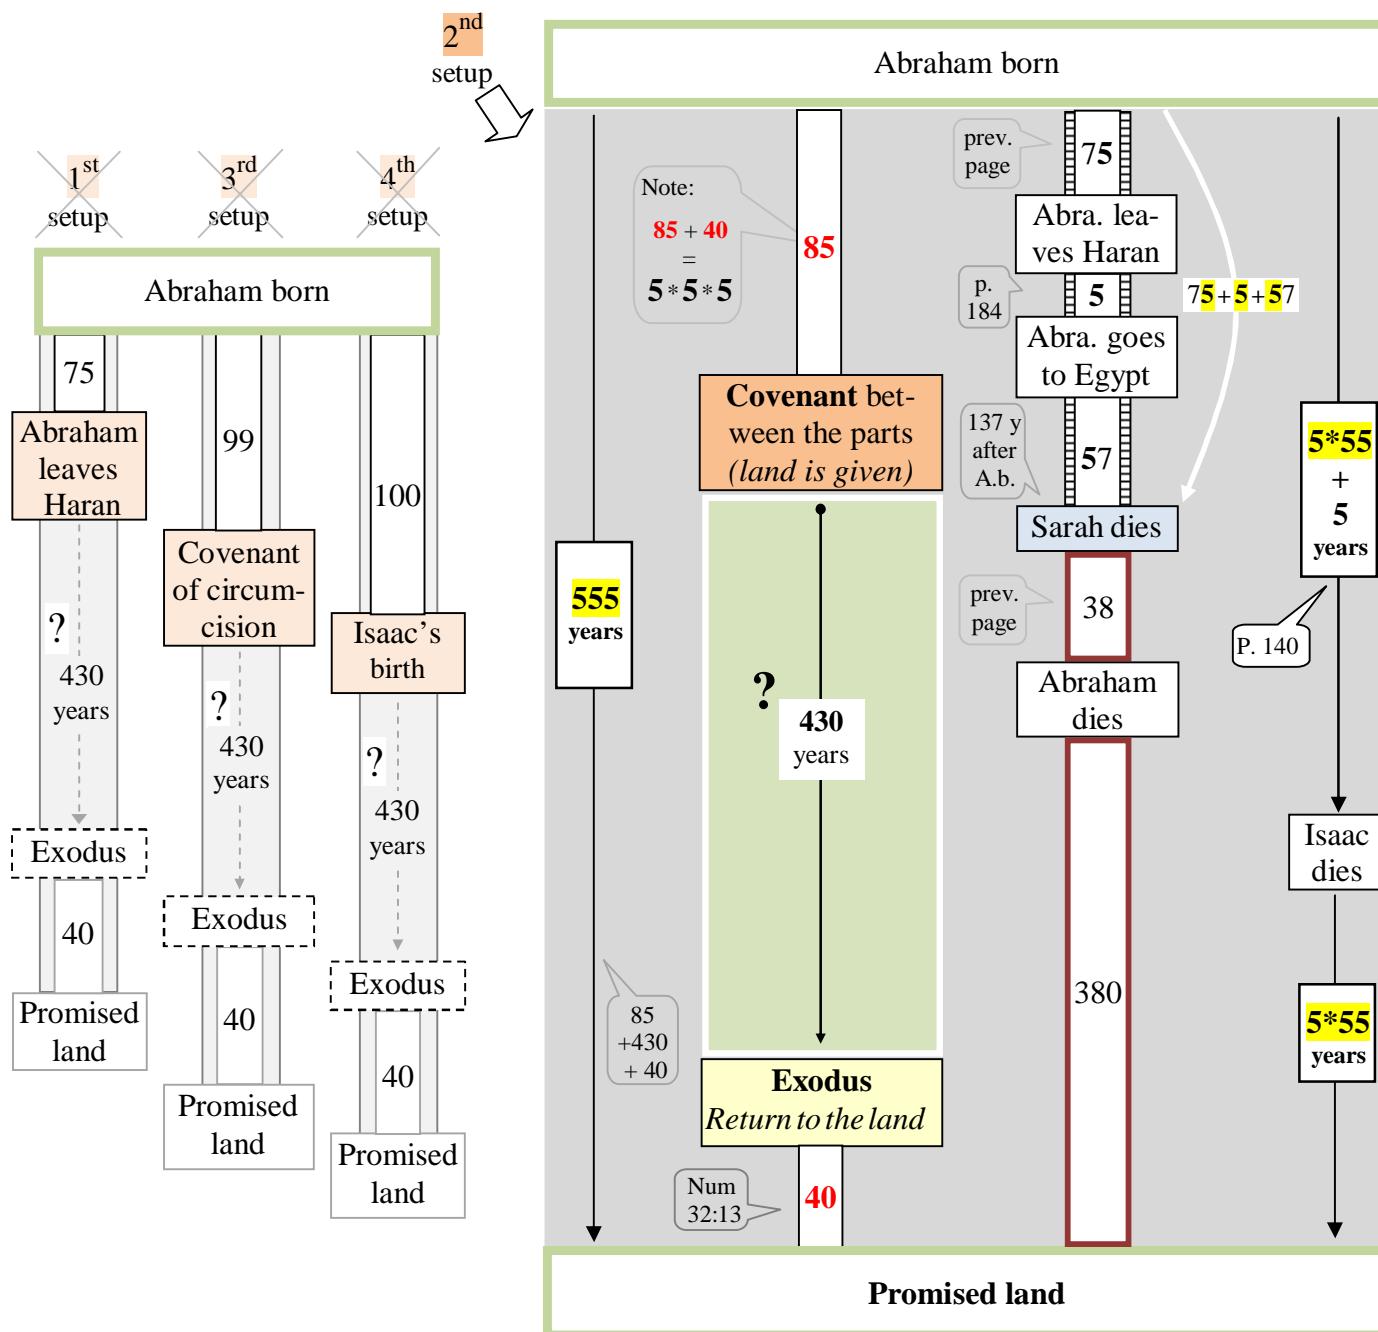 2nd
setup
1st
setup
3rd
setup
4th
setup
Abraham born
75
Abraham
leaves
Haran
?
430
years
Exodus
40
Promised
land
99
Covenant
of circum-
cision
?
430
years
Exodus
40
Promised
land
100
Isaac’s
birth
?
430
years
Exodus
40
Promised
land
Abraham born
555
years
85
+430
+ 40
Note:
85 + 40
=
5*5*5
85
Covenant bet-
ween the parts
(land is given)
?
430
years
Exodus
Return to the land
Num
32:13
40
prev.
page
75
Abra. lea-
ves Haran
p.
184
5
75+5+57
Abra. goes
to Egypt
137 y
after
A.b.
57
Sarah dies
prev.
page
38
Abraham
dies
380
5*55
+
5
years
P. 140
Isaac
dies
5*55
years
Promised land